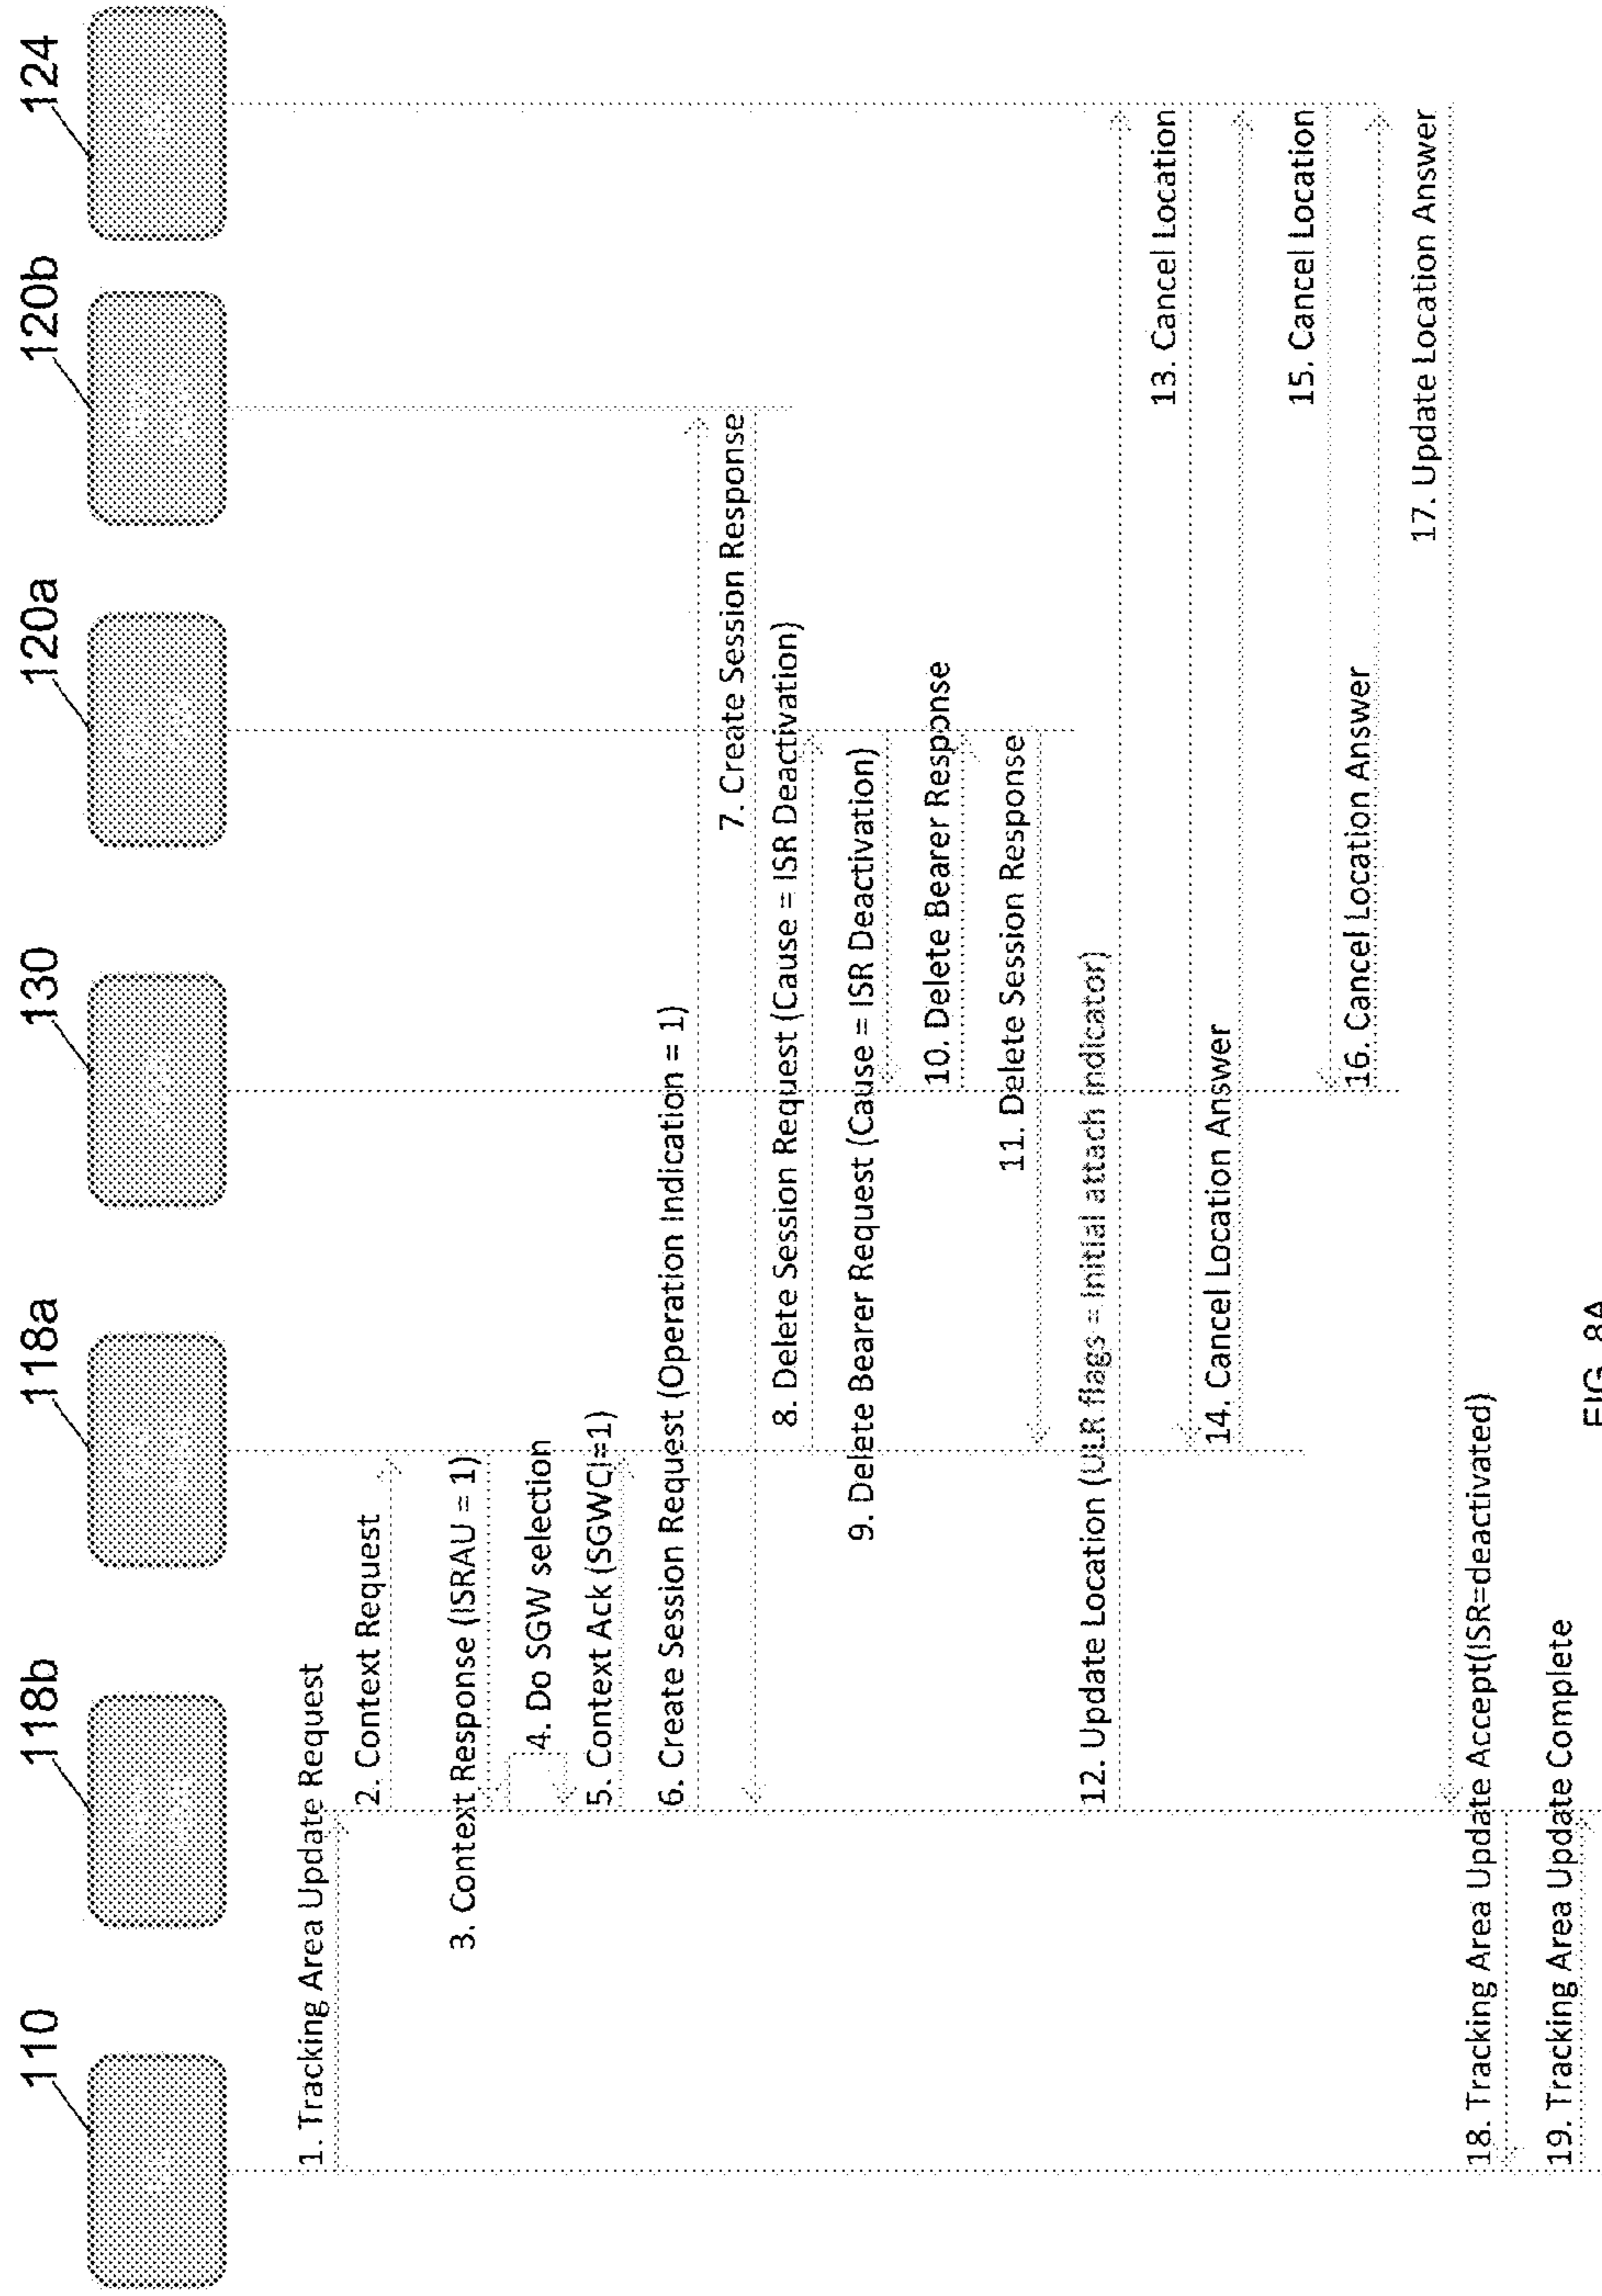 110
118b
118a
130
120a
120b
124
1. Tracking Area Update Request
2. Context Request
3. Context Response (ISRAU = 1)
4. Do SGW selection
5. Context Ack (SGWCI=1)
6. Create Session Request (Operation Indication = 1)
7. Create Session Response
8. Delete Session Request (Cause = ISR Deactivation)
9. Delete Bearer Request (Cause = ISR Deactivation)
10. Delete Bearer Response
11. Delete Session Response
12. Update Location (ULR flags = Initial attach indicator)
13. Cancel Location
14. Cancel Location Answer
15. Cancel Location
16. Cancel Location Answer
17. Update Location Answer
18. Tracking Area Update Accept(ISR=deactivated)
19. Tracking Area Update Complete
FIG. 8A